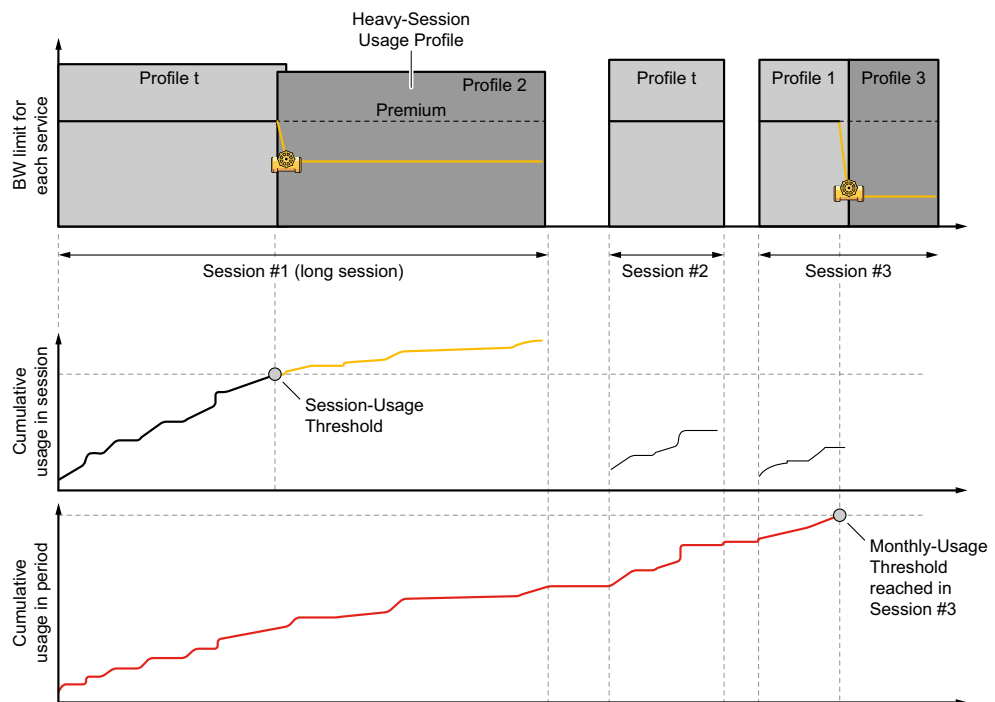 Heavy-Session
Usage Profile
BW limit for
each service
Profile t
Profile 2
Premium
Profile t
Profile 1
Profile 3
Session #1 (long session)
Session #2
Session #3
Cumulative
usage in session
Session-Usage
Threshold
Cumulative
usage in period
Monthly-Usage
Threshold
reached in
Session #3